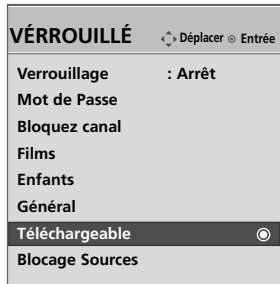 VÉRROUILLÉ Déplacer Entrée
Verrouillage : Arrêt
Mot de Passe
Bloquez canal
Films
Enfants
Général
Téléchargeable
Blocage Sources